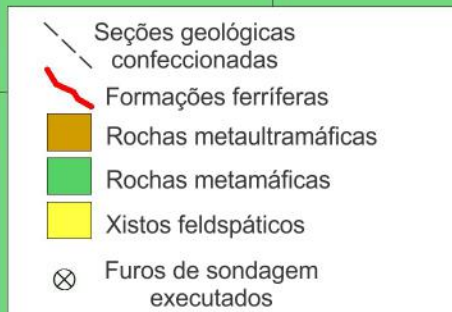 Seções geológicas
confeccionadas
Formações ferríferas
Rochas metaultramáficas
Rochas metamáficas
Xistos feldspáticos
Furos de sondagem
executados